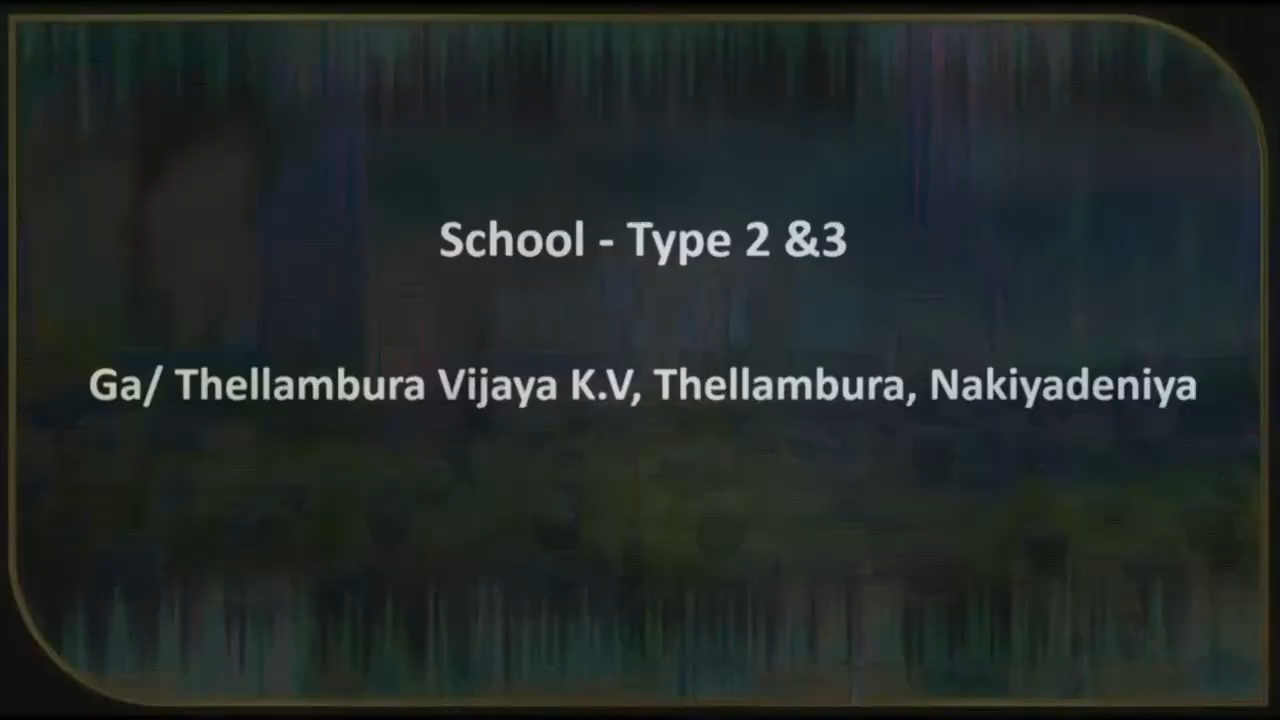 School - Type 2 &3
Ga/ Thellambura Vijaya K.V, Thellambura, Nakiyadeniya